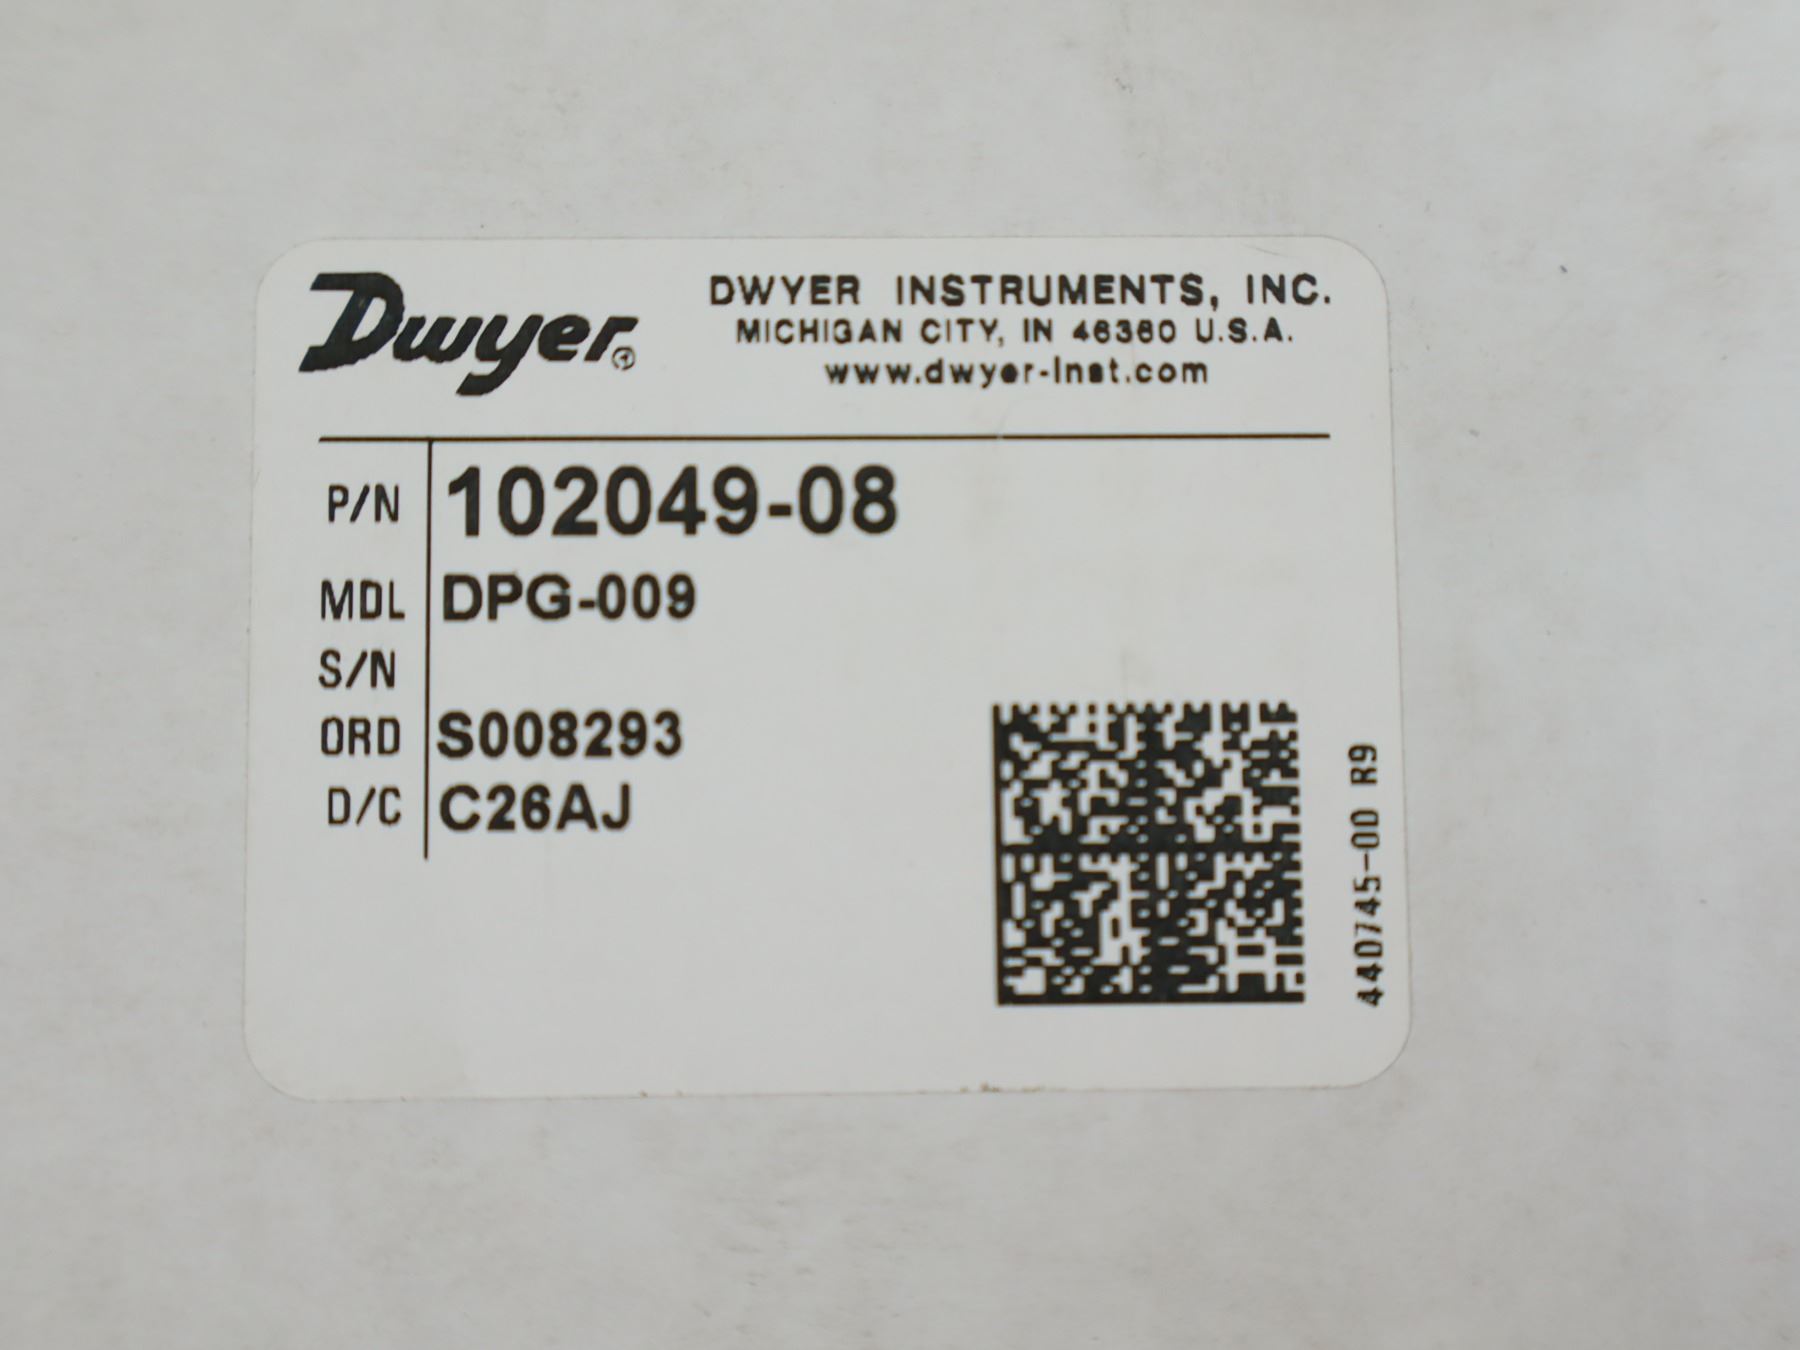 Dwyer®
DWYER INSTRUMENTS, INC.
MICHIGAN CITY, IN 46360 U.S.A.
www.dwyer-inst.com
P/N 102049-08
MDL DPG-009
S/N
ORD S008293
D/C C26AJ
440745-00 R9